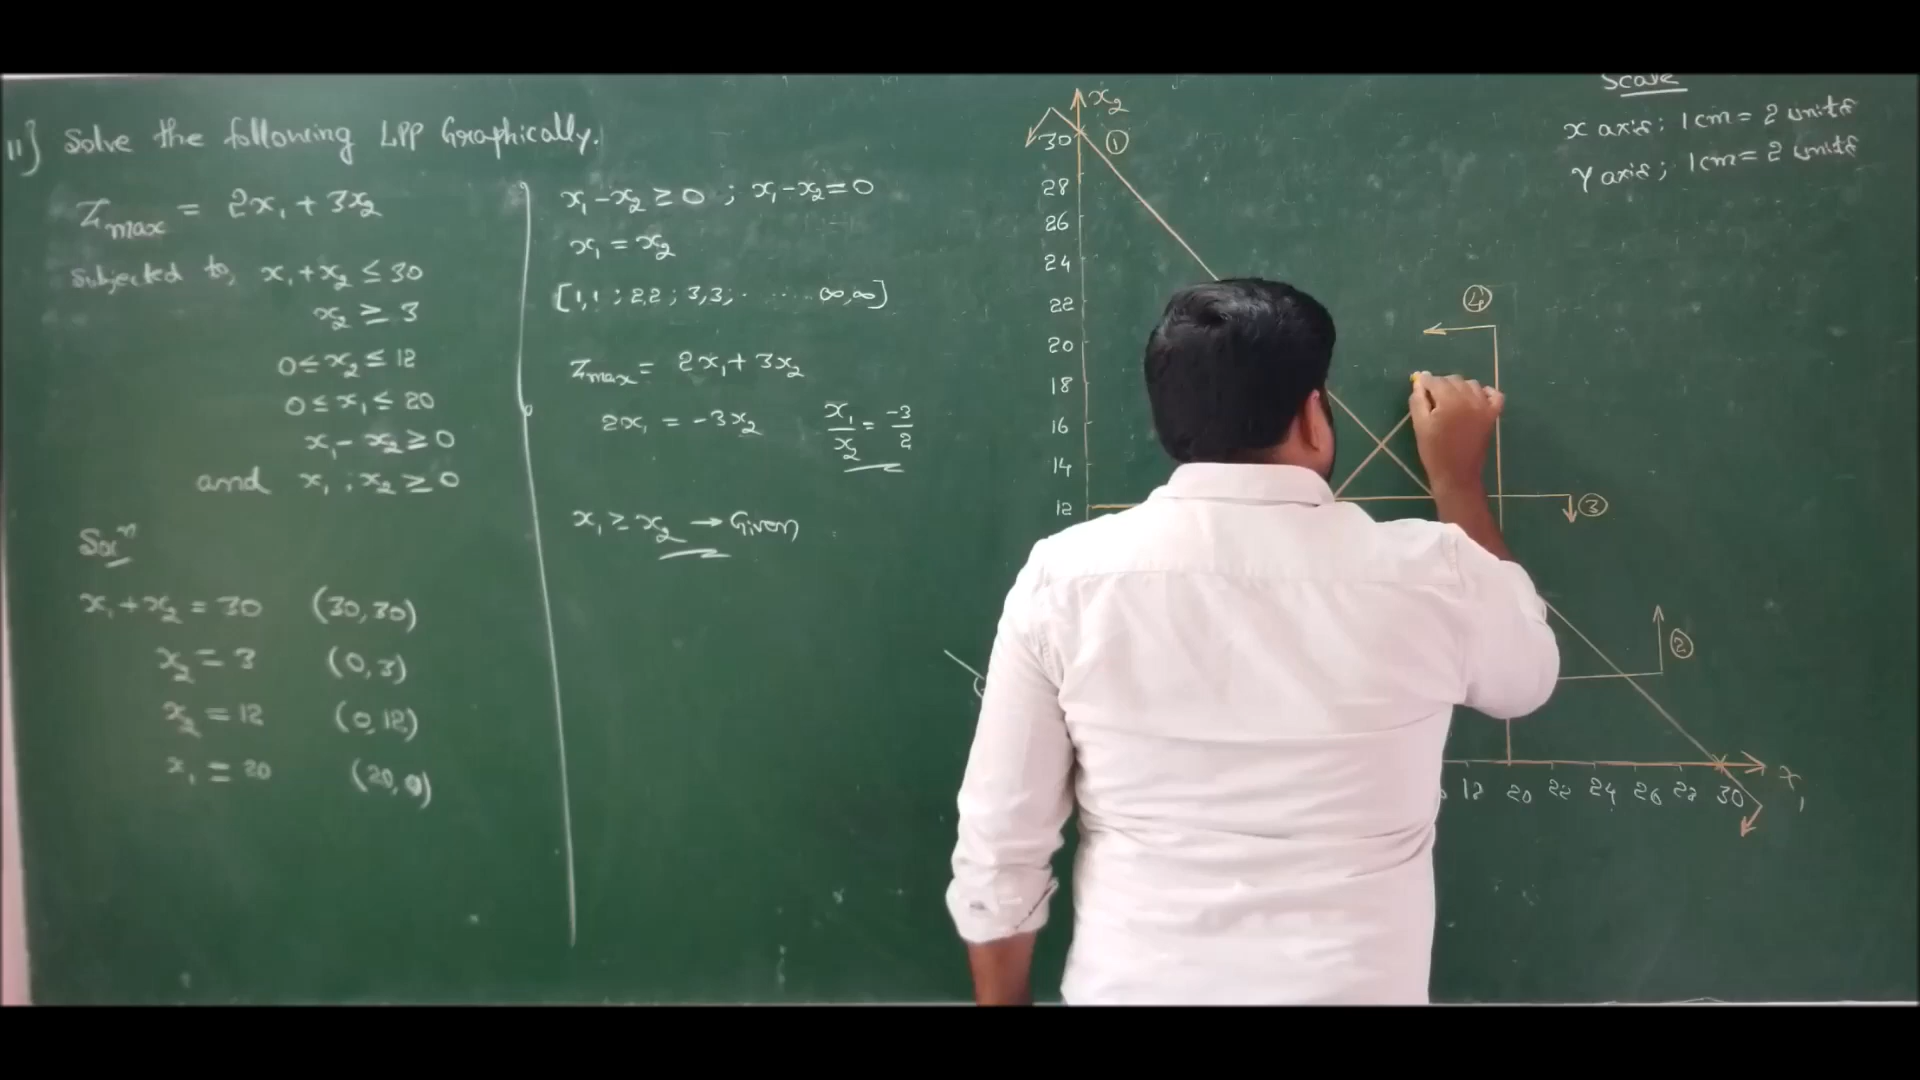 11) Solve the following LPP Graphically.
Zmax = 2x₁ + 3x₂
Subjected to, x₁ + x₂ ≤ 30
x₂ ≥ 3
0 ≤ x₂ ≤ 12
0 ≤ x₁ ≤ 20
x₁ - x₂ ≥ 0
and x₁ ; x₂ ≥ 0
Solⁿ
x₁ + x₂ = 30 (30,30)
x₂ = 3 (0,3)
x₂ = 12 (0,12)
x₁ = 20 (20,0)
x₁ - x₂ ≥ 0 ; x₁ - x₂ = 0
x₁ = x₂
[1,1 ; 2,2 ; 3,3; ...... ∞,∞]
Zmax = 2x₁ + 3x₂
2x₁ = -3x₂ x₁/x₂ = -3/2
x₁ ≥ x₂ → Given
x₂
30 ①
28
26
24
22
20
18
16
14
12
④
③
②
18 20 22 24 26 28 30 x₁
Scale
x axis ; 1cm = 2 units
Y axis ; 1cm = 2 units